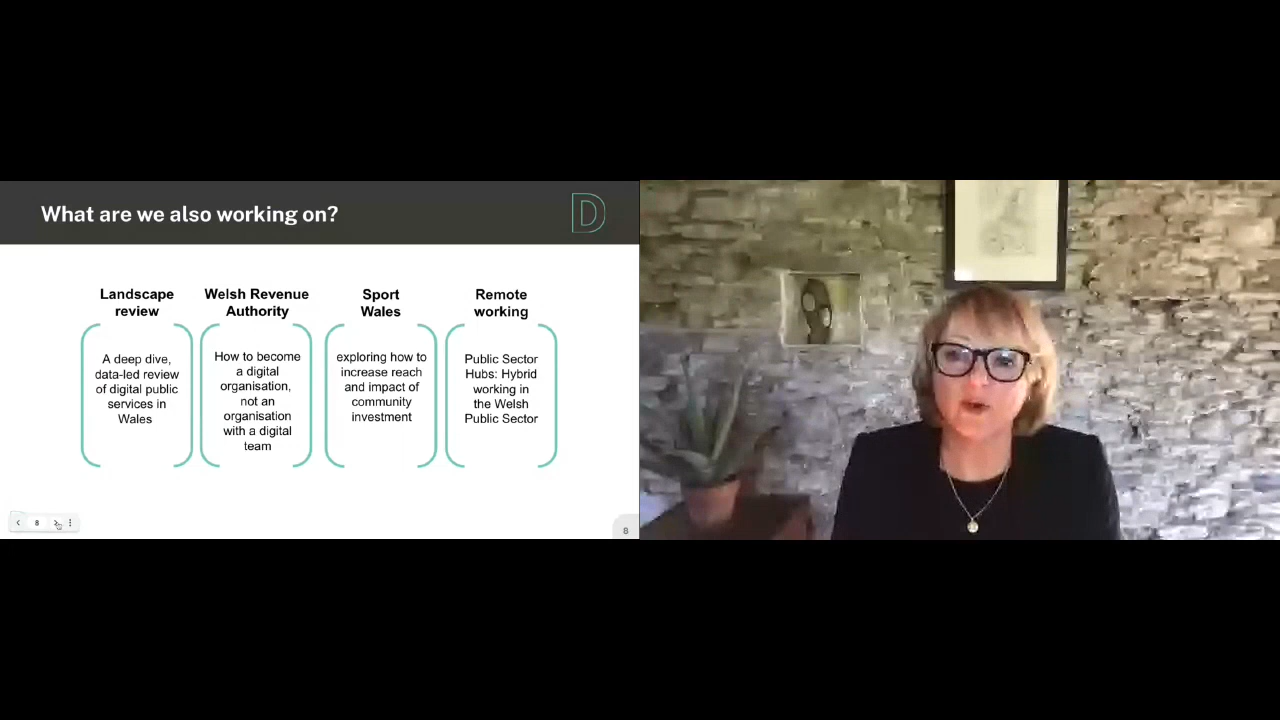 What are we also working on?
D
Landscape
review
A deep dive,
data-led review
of digital public
services in
Wales
Welsh Revenue
Authority
How to become
a digital
organisation,
not an
organisation
with a digital
team
Sport
Wales
exploring how to
increase reach
and impact of
community
investment
Remote
working
Public Sector
Hubs: Hybrid
working in
the Welsh
Public Sector
8
8